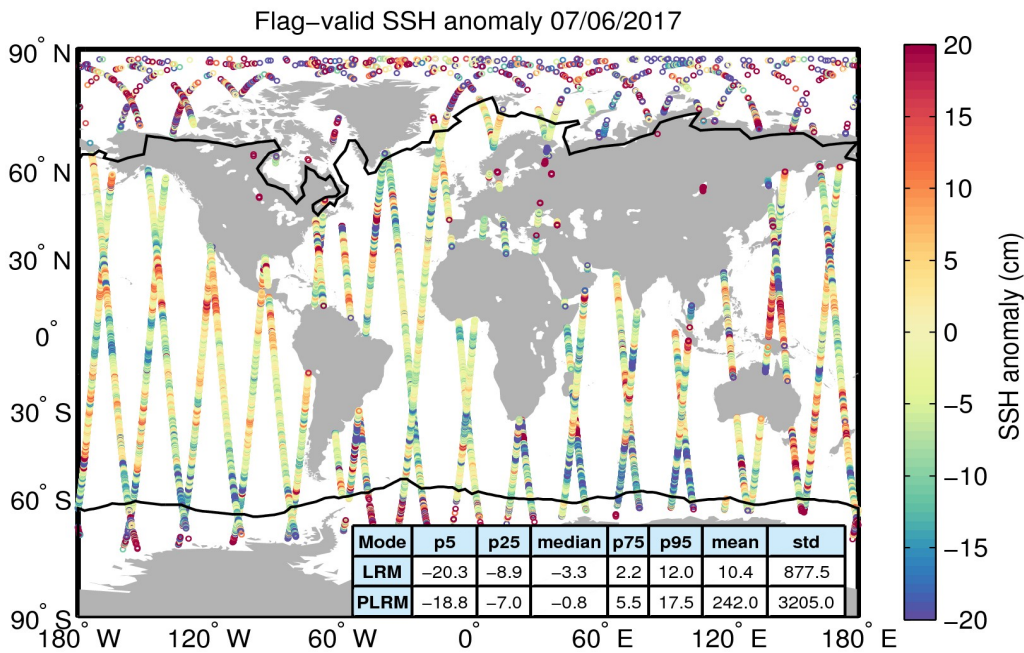 Flag−valid SSH anomaly 07/06/2017
90° N
60° N
30° N
0°
30° S
60° S
90° S
180° W 120° W 60° W 0° 60° E 120° E 180° E
20
15
10
5
0
−5
−10
−15
−20
SSH anomaly (cm)
Mode p5 p25 median p75 p95 mean std
LRM −20.3 −8.9 −3.3 2.2 12.0 10.4 877.5
PLRM −18.8 −7.0 −0.8 5.5 17.5 242.0 3205.0